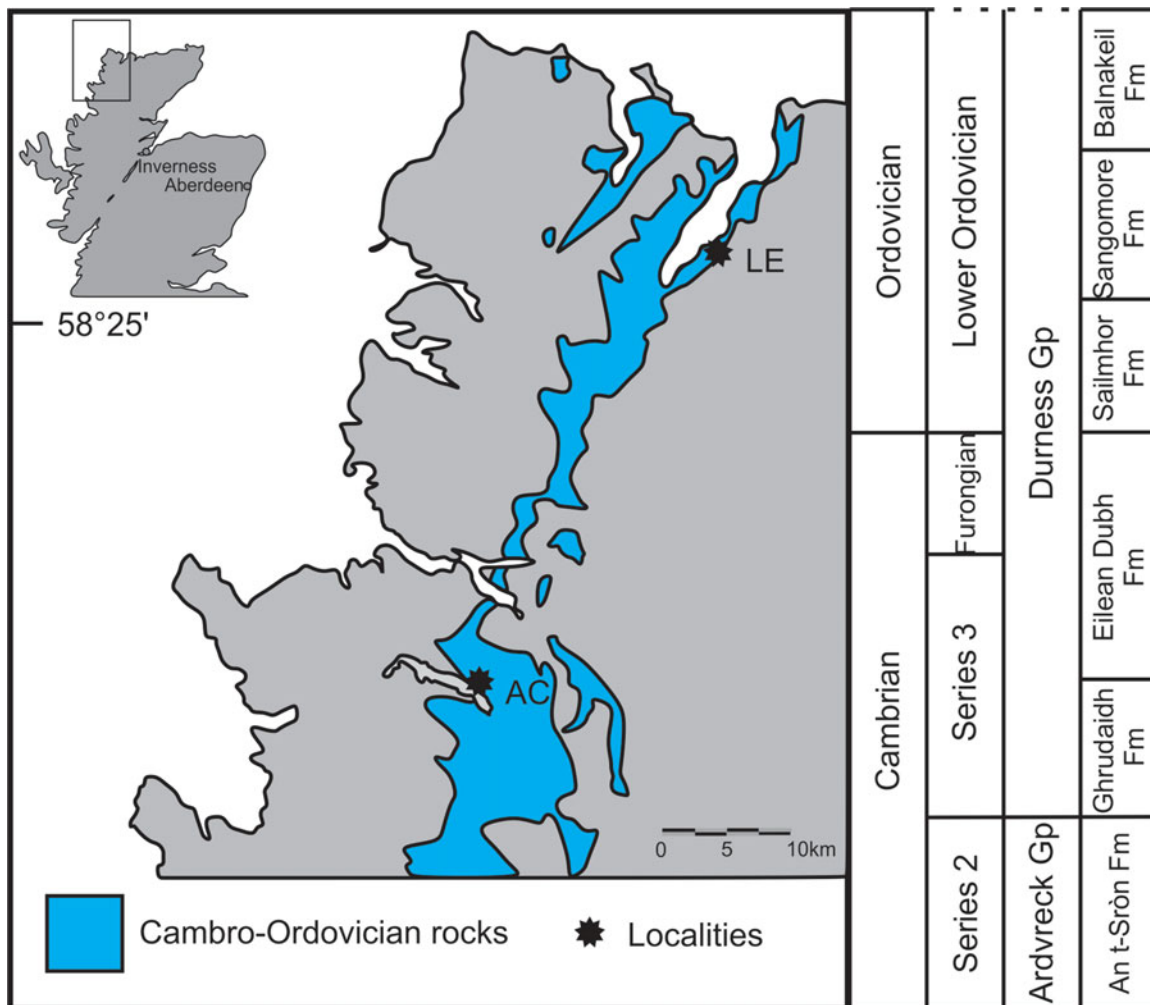 Inverness
Aberdeen
58°25'
LE
AC
0 5 10km
Cambro-Ordovician rocks
Localities
Ordovician
Cambrian
Lower Ordovician
Furongian
Series 3
Series 2
Durness Gp
Ardvreck Gp
Balnakeil
Fm
Sangomore
Fm
Sailmhor
Fm
Eilean Dubh
Fm
Ghrudaidh
Fm
An t-Sròn Fm